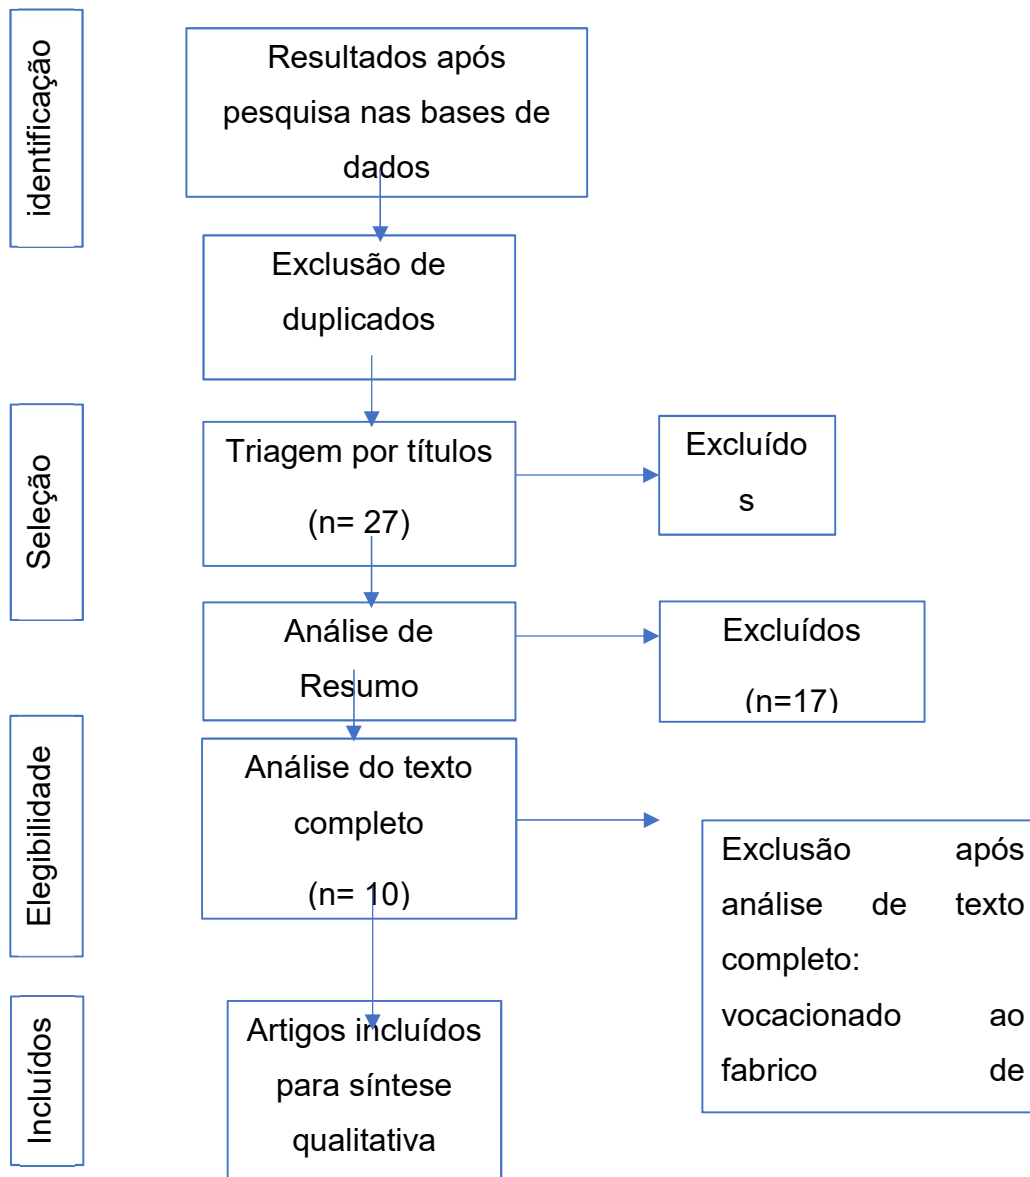 identificação
Resultados após
pesquisa nas bases de
dados
Exclusão de
duplicados
Seleção
Triagem por títulos
(n= 27)
Excluído
s
Análise de
Resumo
Excluídos
(n=17)
Elegibilidade
Análise do texto
completo
(n= 10)
Exclusão após
análise de texto
completo:
vocacionado ao
fabrico de
Incluídos
Artigos incluídos
para síntese
qualitativa